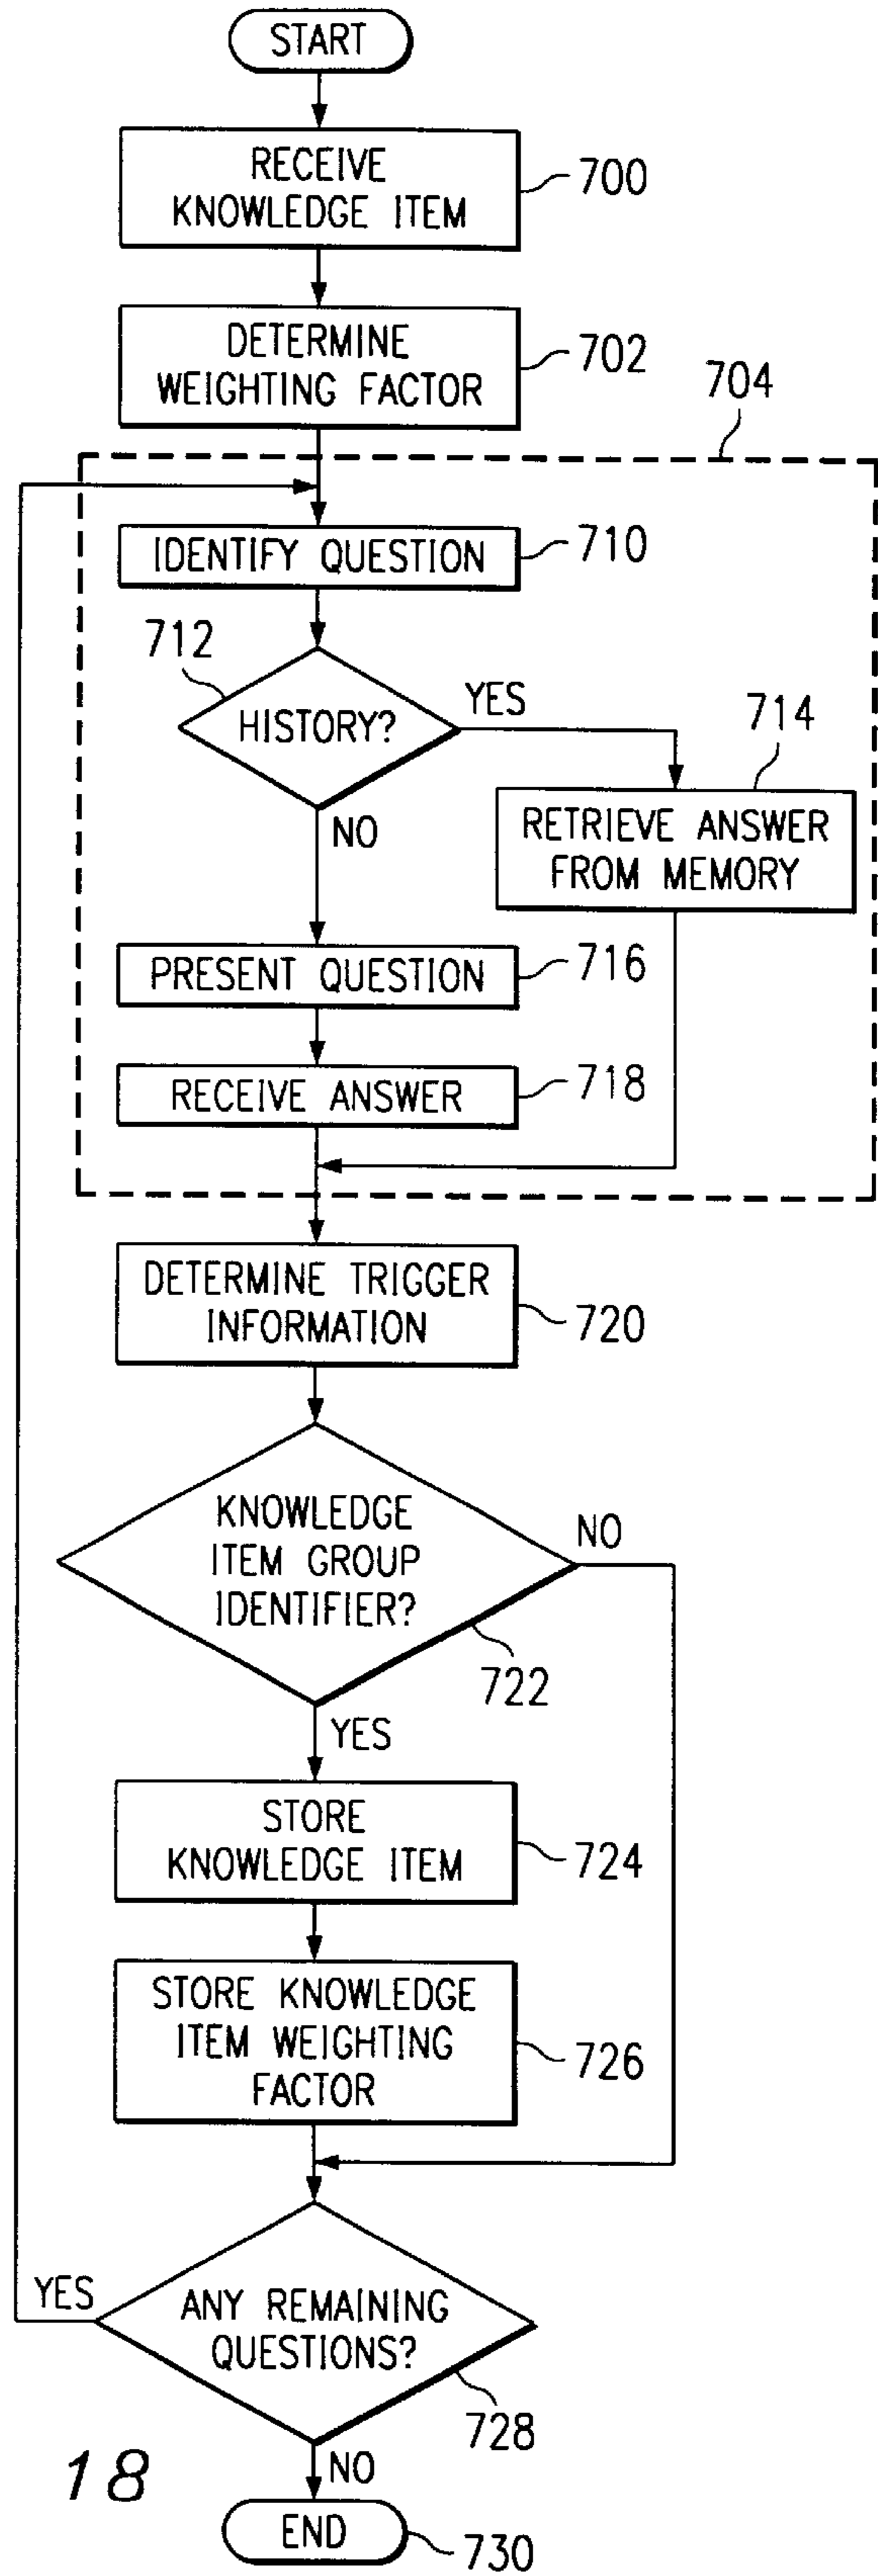 START
RECEIVE
KNOWLEDGE ITEM
700
DETERMINE
WEIGHTING FACTOR
702
704
IDENTIFY QUESTION
710
712
HISTORY?
YES
714
NO
RETRIEVE ANSWER
FROM MEMORY
PRESENT QUESTION
716
RECEIVE ANSWER
718
DETERMINE TRIGGER
INFORMATION
720
KNOWLEDGE
ITEM GROUP
IDENTIFIER?
NO
722
YES
STORE
KNOWLEDGE ITEM
724
STORE KNOWLEDGE
ITEM WEIGHTING
FACTOR
726
YES
ANY REMAINING
QUESTIONS?
728
18
NO
END
730